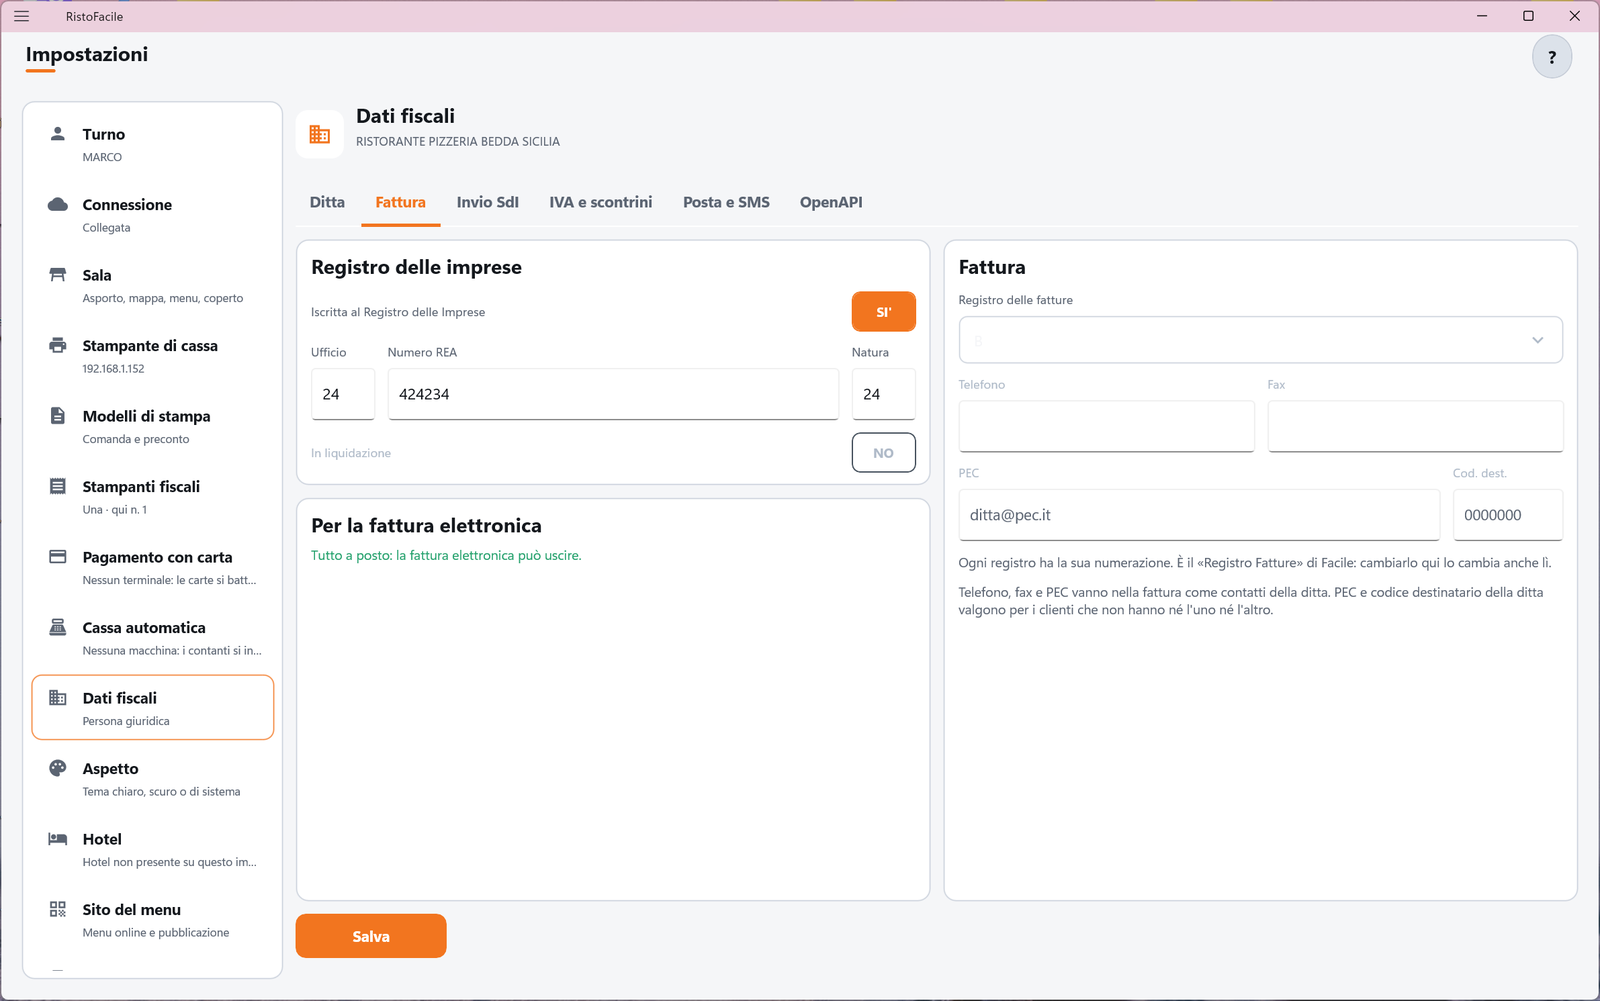 RistoFacile
Impostazioni
?
Turno
MARCO
Connessione
Collegata
Sala
Asporto, mappa, menu, coperto
Stampante di cassa
192.168.1.152
Modelli di stampa
Comanda e preconto
Stampanti fiscali
Una · qui n. 1
Pagamento con carta
Nessun terminale: le carte si batt...
Cassa automatica
Nessuna macchina: i contanti si in...
Dati fiscali
Persona giuridica
Aspetto
Tema chiaro, scuro o di sistema
Hotel
Hotel non presente su questo im...
Sito del menu
Menu online e pubblicazione
Dati fiscali
RISTORANTE PIZZERIA BEDDA SICILIA
Ditta Fattura Invio SdI IVA e scontrini Posta e SMS OpenAPI
Registro delle imprese
Iscritta al Registro delle Imprese SI'
Ufficio Numero REA Natura
24 424234 24
In liquidazione NO
Per la fattura elettronica
Tutto a posto: la fattura elettronica può uscire.
Fattura
Registro delle fatture
B
Telefono Fax
PEC Cod. dest.
ditta@pec.it 0000000
Ogni registro ha la sua numerazione. È il «Registro Fatture» di Facile: cambiarlo qui lo cambia anche lì.
Telefono, fax e PEC vanno nella fattura come contatti della ditta. PEC e codice destinatario della ditta
valgono per i clienti che non hanno né l'uno né l'altro.
Salva